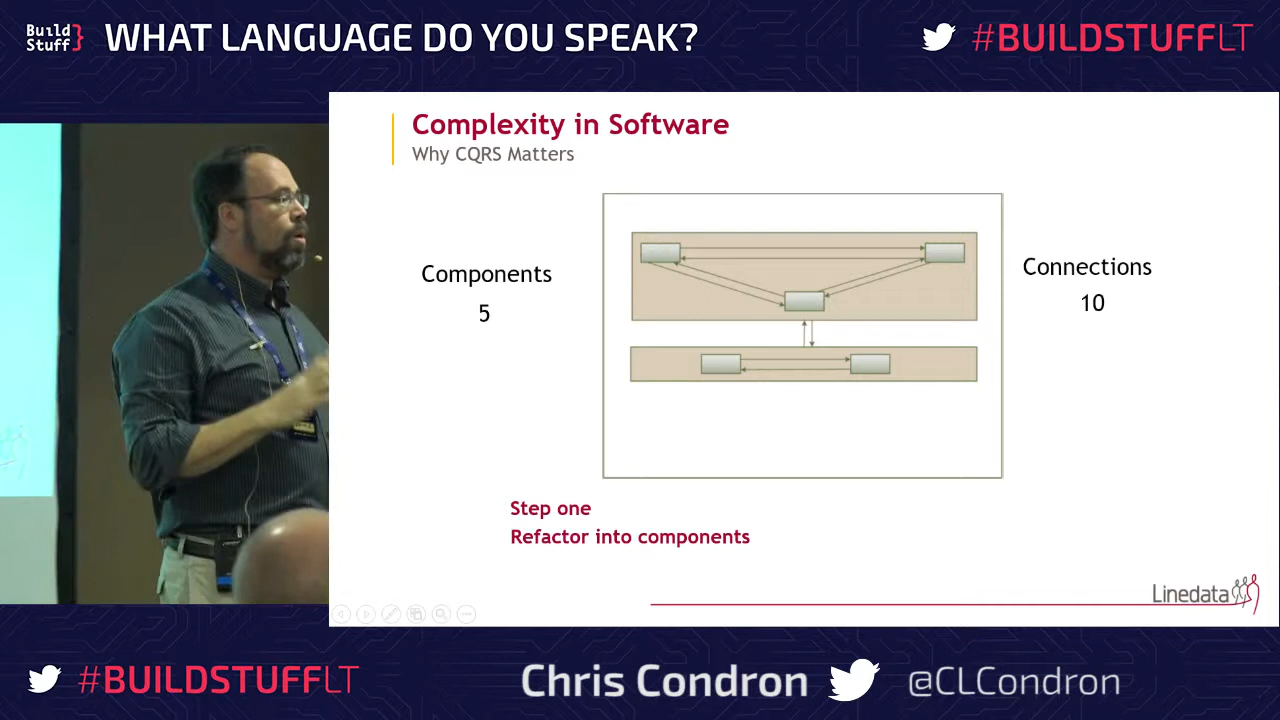 Build
Stuff}
WHAT LANGUAGE DO YOU SPEAK?
#BUILDSTUFFLT
Complexity in Software
Why CQRS Matters
Components
5
Connections
10
Step one
Refactor into components
Linedata
#BUILDSTUFFLT
Chris Condron
@CLCondron